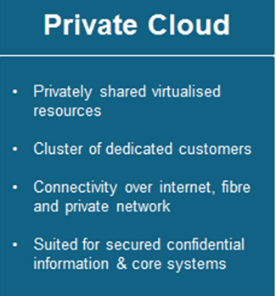 Private Cloud
• Privately shared virtualised
resources
• Cluster of dedicated customers
• Connectivity over internet, fibre
and private network
• Suited for secured confidential
information & core systems